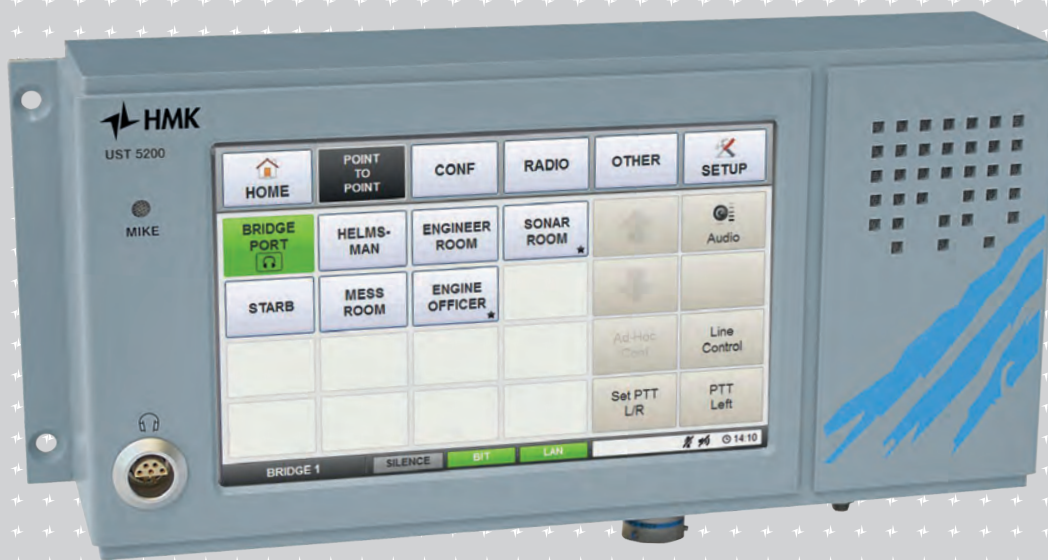 HMK
UST 5200
MIKE
HOME
POINT
TO
POINT
CONF
RADIO
OTHER
SETUP
BRIDGE
PORT
HELMS-
MAN
ENGINEER
ROOM
SONAR
ROOM
Audio
STARB
MESS
ROOM
ENGINE
OFFICER
Ad-Hoc
Conf
Line
Control
Set PTT
L/R
PTT
Left
BRIDGE 1
SILENCE
BIT
LAN
14:10